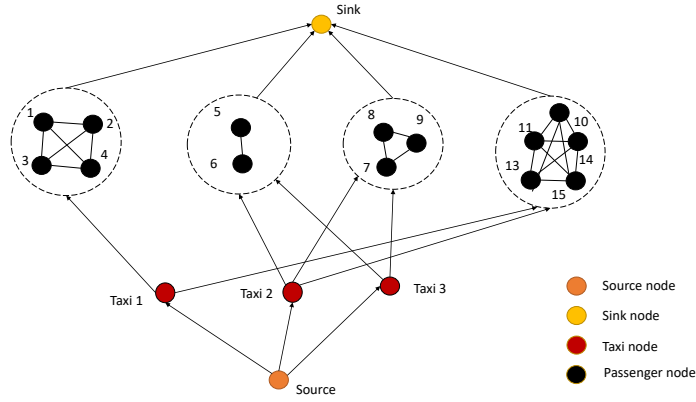 Sink
1
2
3
4
5
6
8
9
7
10
11
13
14
15
Taxi 1
Taxi 2
Taxi 3
Source
Source node
Sink node
Taxi node
Passenger node